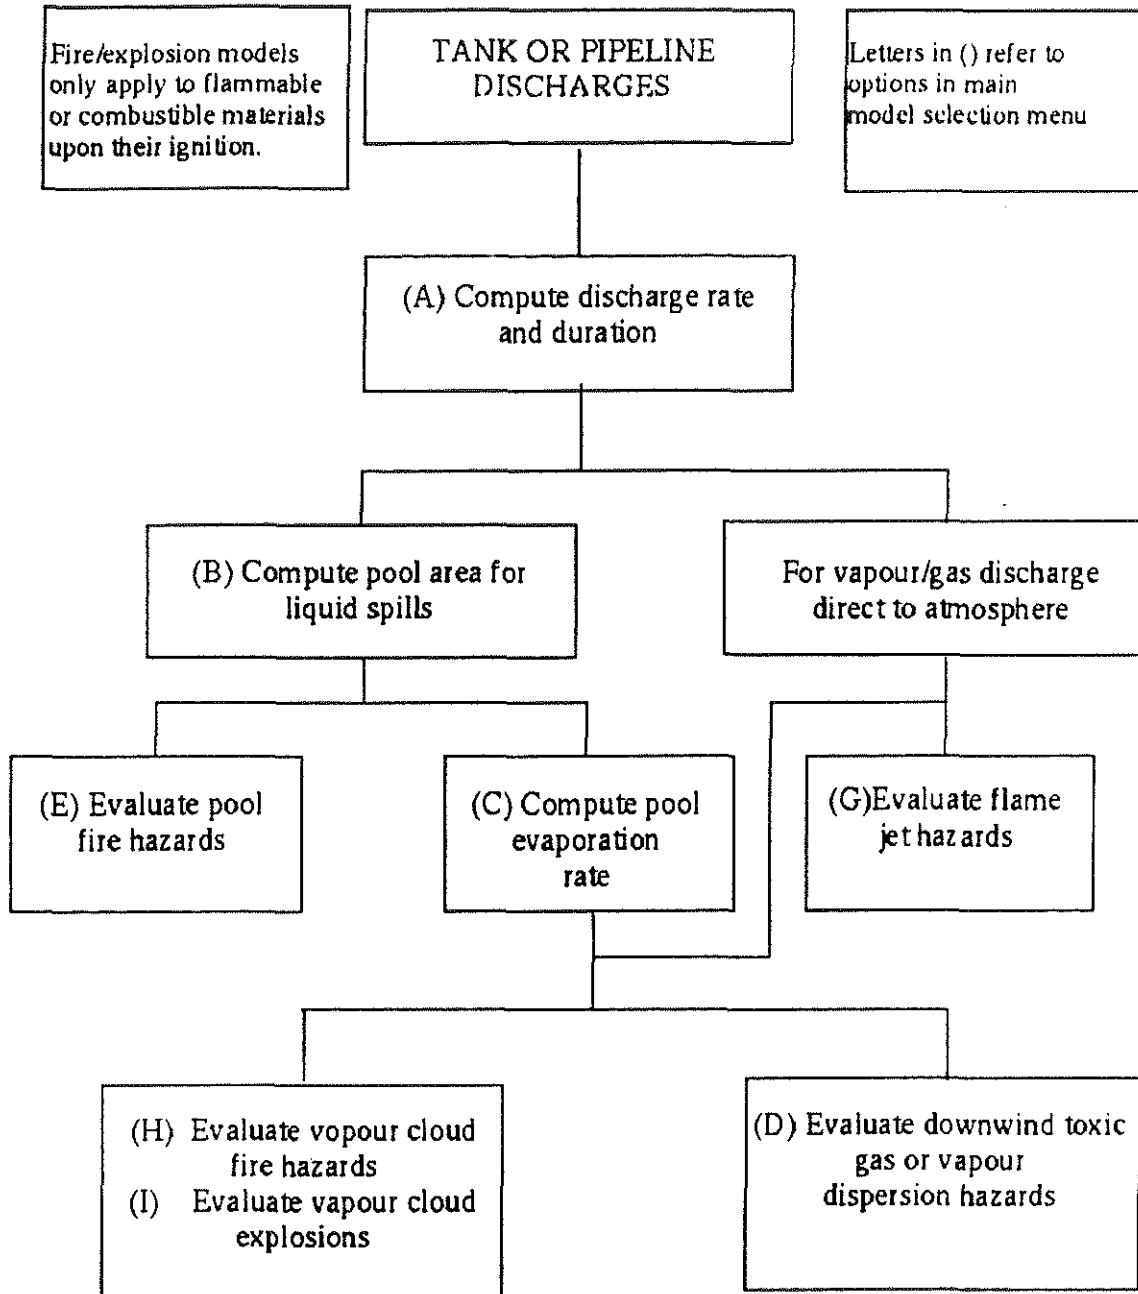 Fire/explosion models
only apply to flammable
or combustible materials
upon their ignition.
TANK OR PIPELINE
DISCHARGES
Letters in () refer to
options in main
model selection menu
(A) Compute discharge rate
and duration
(B) Compute pool area for
liquid spills
For vapour/gas discharge
direct to atmosphere
(E) Evaluate pool
fire hazards
(C) Compute pool
evaporation
rate
(G)Evaluate flame
jet hazards
(H) Evaluate vopour cloud
fire hazards
(I) Evaluate vapour cloud
explosions
(D) Evaluate downwind toxic
gas or vapour
dispersion hazards